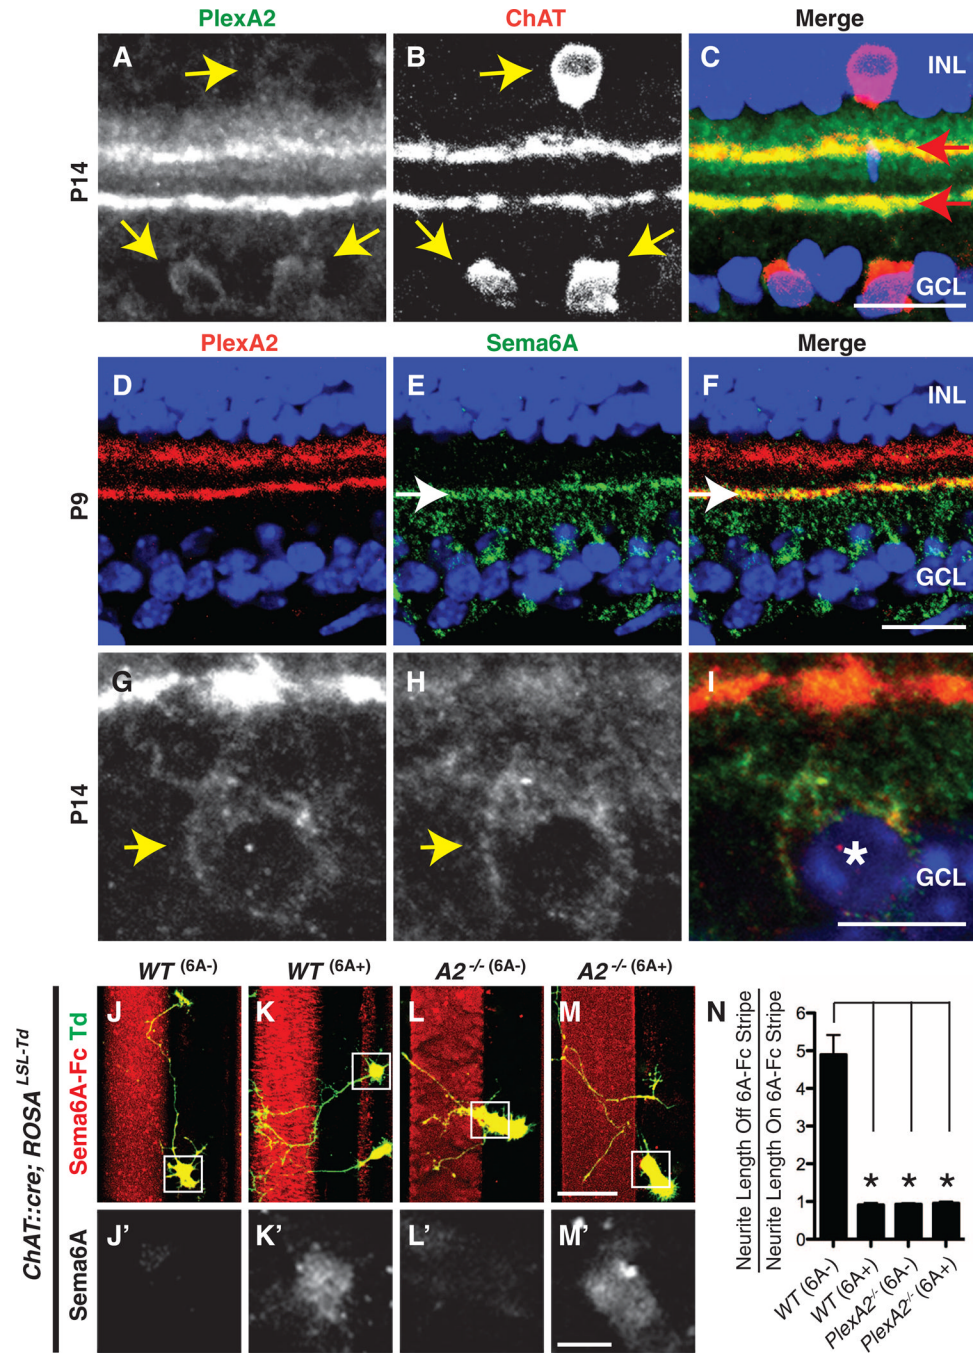 PlexA2 ChAT Merge
P14
A B C INL
GCL
PlexA2 Sema6A Merge
P9
D E F INL
GCL
P14
G H I
*
GCL
WT (6A-) WT (6A+) A2-/- (6A-) A2-/- (6A+)
ChAT::cre; ROSA LSL-Td
Sema6A-Fc Td
J K L M
Sema6A
J' K' L' M'
N
Neurite Length Off 6A-Fc Stripe
Neurite Length On 6A-Fc Stripe
6
5
4
3
2
1
0
* * *
WT (6A-)
WT (6A+)
PlexA2-/- (6A-)
PlexA2-/- (6A+)